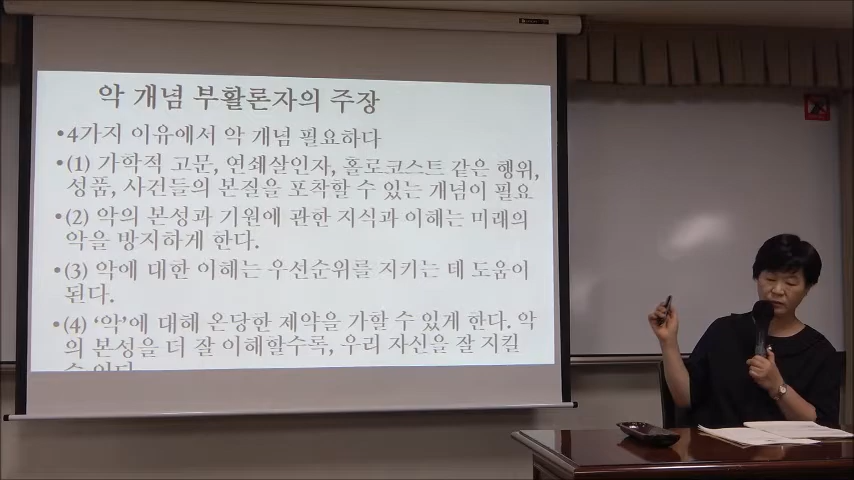 악 개념 부활론자의 주장
•4가지 이유에서 악 개념 필요하다
•(1) 가학적 고문, 연쇄살인자, 홀로코스트 같은 행위,
성품, 사건들의 본질을 포착할 수 있는 개념이 필요
•(2) 악의 본성과 기원에 관한 지식과 이해는 미래의
악을 방지하게 한다.
•(3) 악에 대한 이해는 우선순위를 지키는 데 도움이
된다.
•(4) ‘악’에 대해 온당한 제약을 가할 수 있게 한다. 악
의 본성을 더 잘 이해할수록, 우리 자신을 잘 지킬